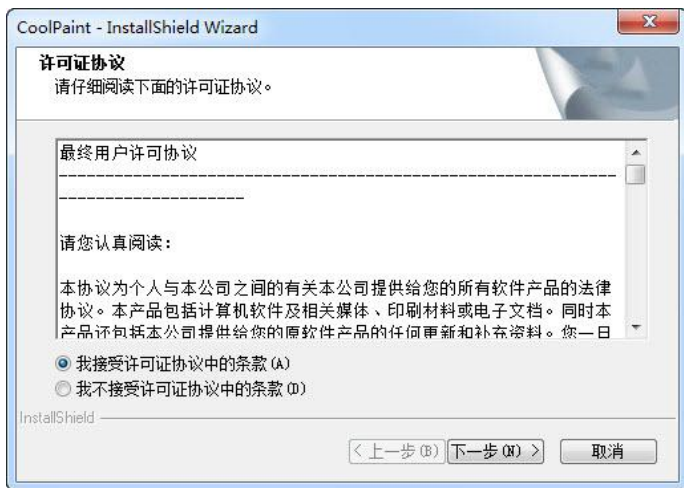 CoolPaint - InstallShield Wizard
许可证协议
请仔细阅读下面的许可证协议。
最终用户许可协议
------------------------------------------------------------
--------------------
请您认真阅读：
本协议为个人与本公司之间的有关本公司提供给您的所有软件产品的法律
协议。本产品包括计算机软件及相关媒体、印刷材料或电子文档。同时本
产品还包括本公司提供给您的原软件产品的任何更新和补充资料。您一旦
我接受许可证协议中的条款(A)
我不接受许可证协议中的条款(D)
InstallShield
< 上一步(B)
下一步(N) >
取消